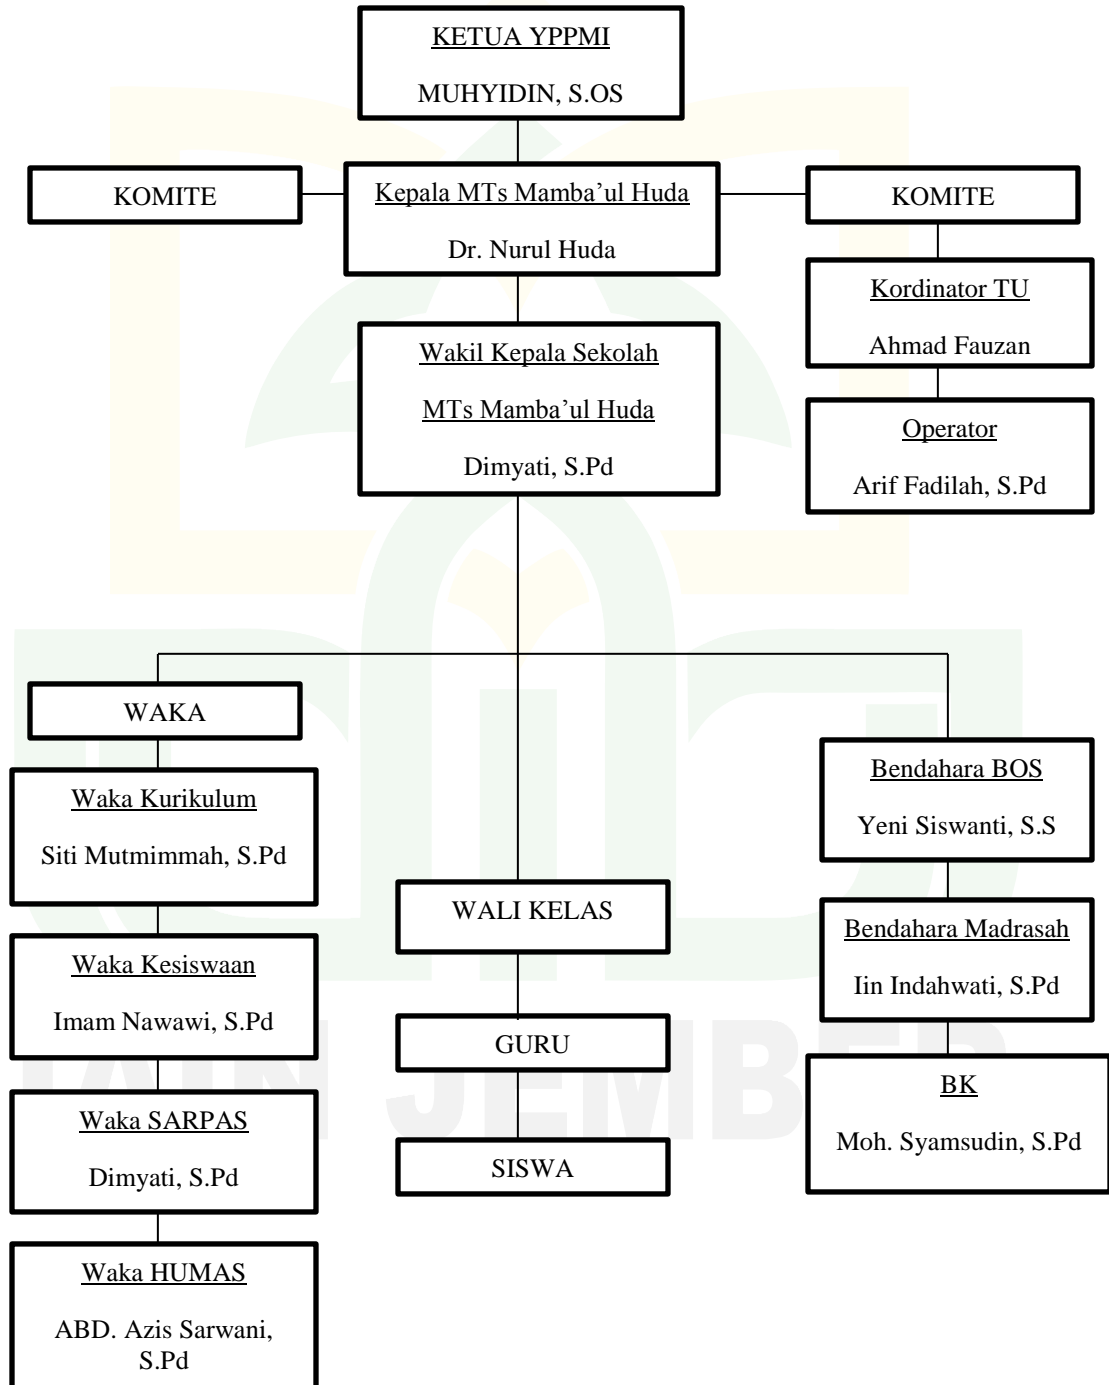 KETUA YPPMI
MUHYIDIN, S.OS
KOMITE
Kepala MTs Mamba’ul Huda
Dr. Nurul Huda
KOMITE
Kordinator TU
Ahmad Fauzan
Operator
Arif Fadilah, S.Pd
Wakil Kepala Sekolah
MTs Mamba’ul Huda
Dimyati, S.Pd
WAKA
Waka Kurikulum
Siti Mutmimmah, S.Pd
Waka Kesiswaan
Imam Nawawi, S.Pd
Waka SARPAS
Dimyati, S.Pd
Waka HUMAS
ABD. Azis Sarwani,
S.Pd
WALI KELAS
GURU
SISWA
Bendahara BOS
Yeni Siswanti, S.S
Bendahara Madrasah
Iin Indahwati, S.Pd
BK
Moh. Syamsudin, S.Pd
IAIN JEMBER